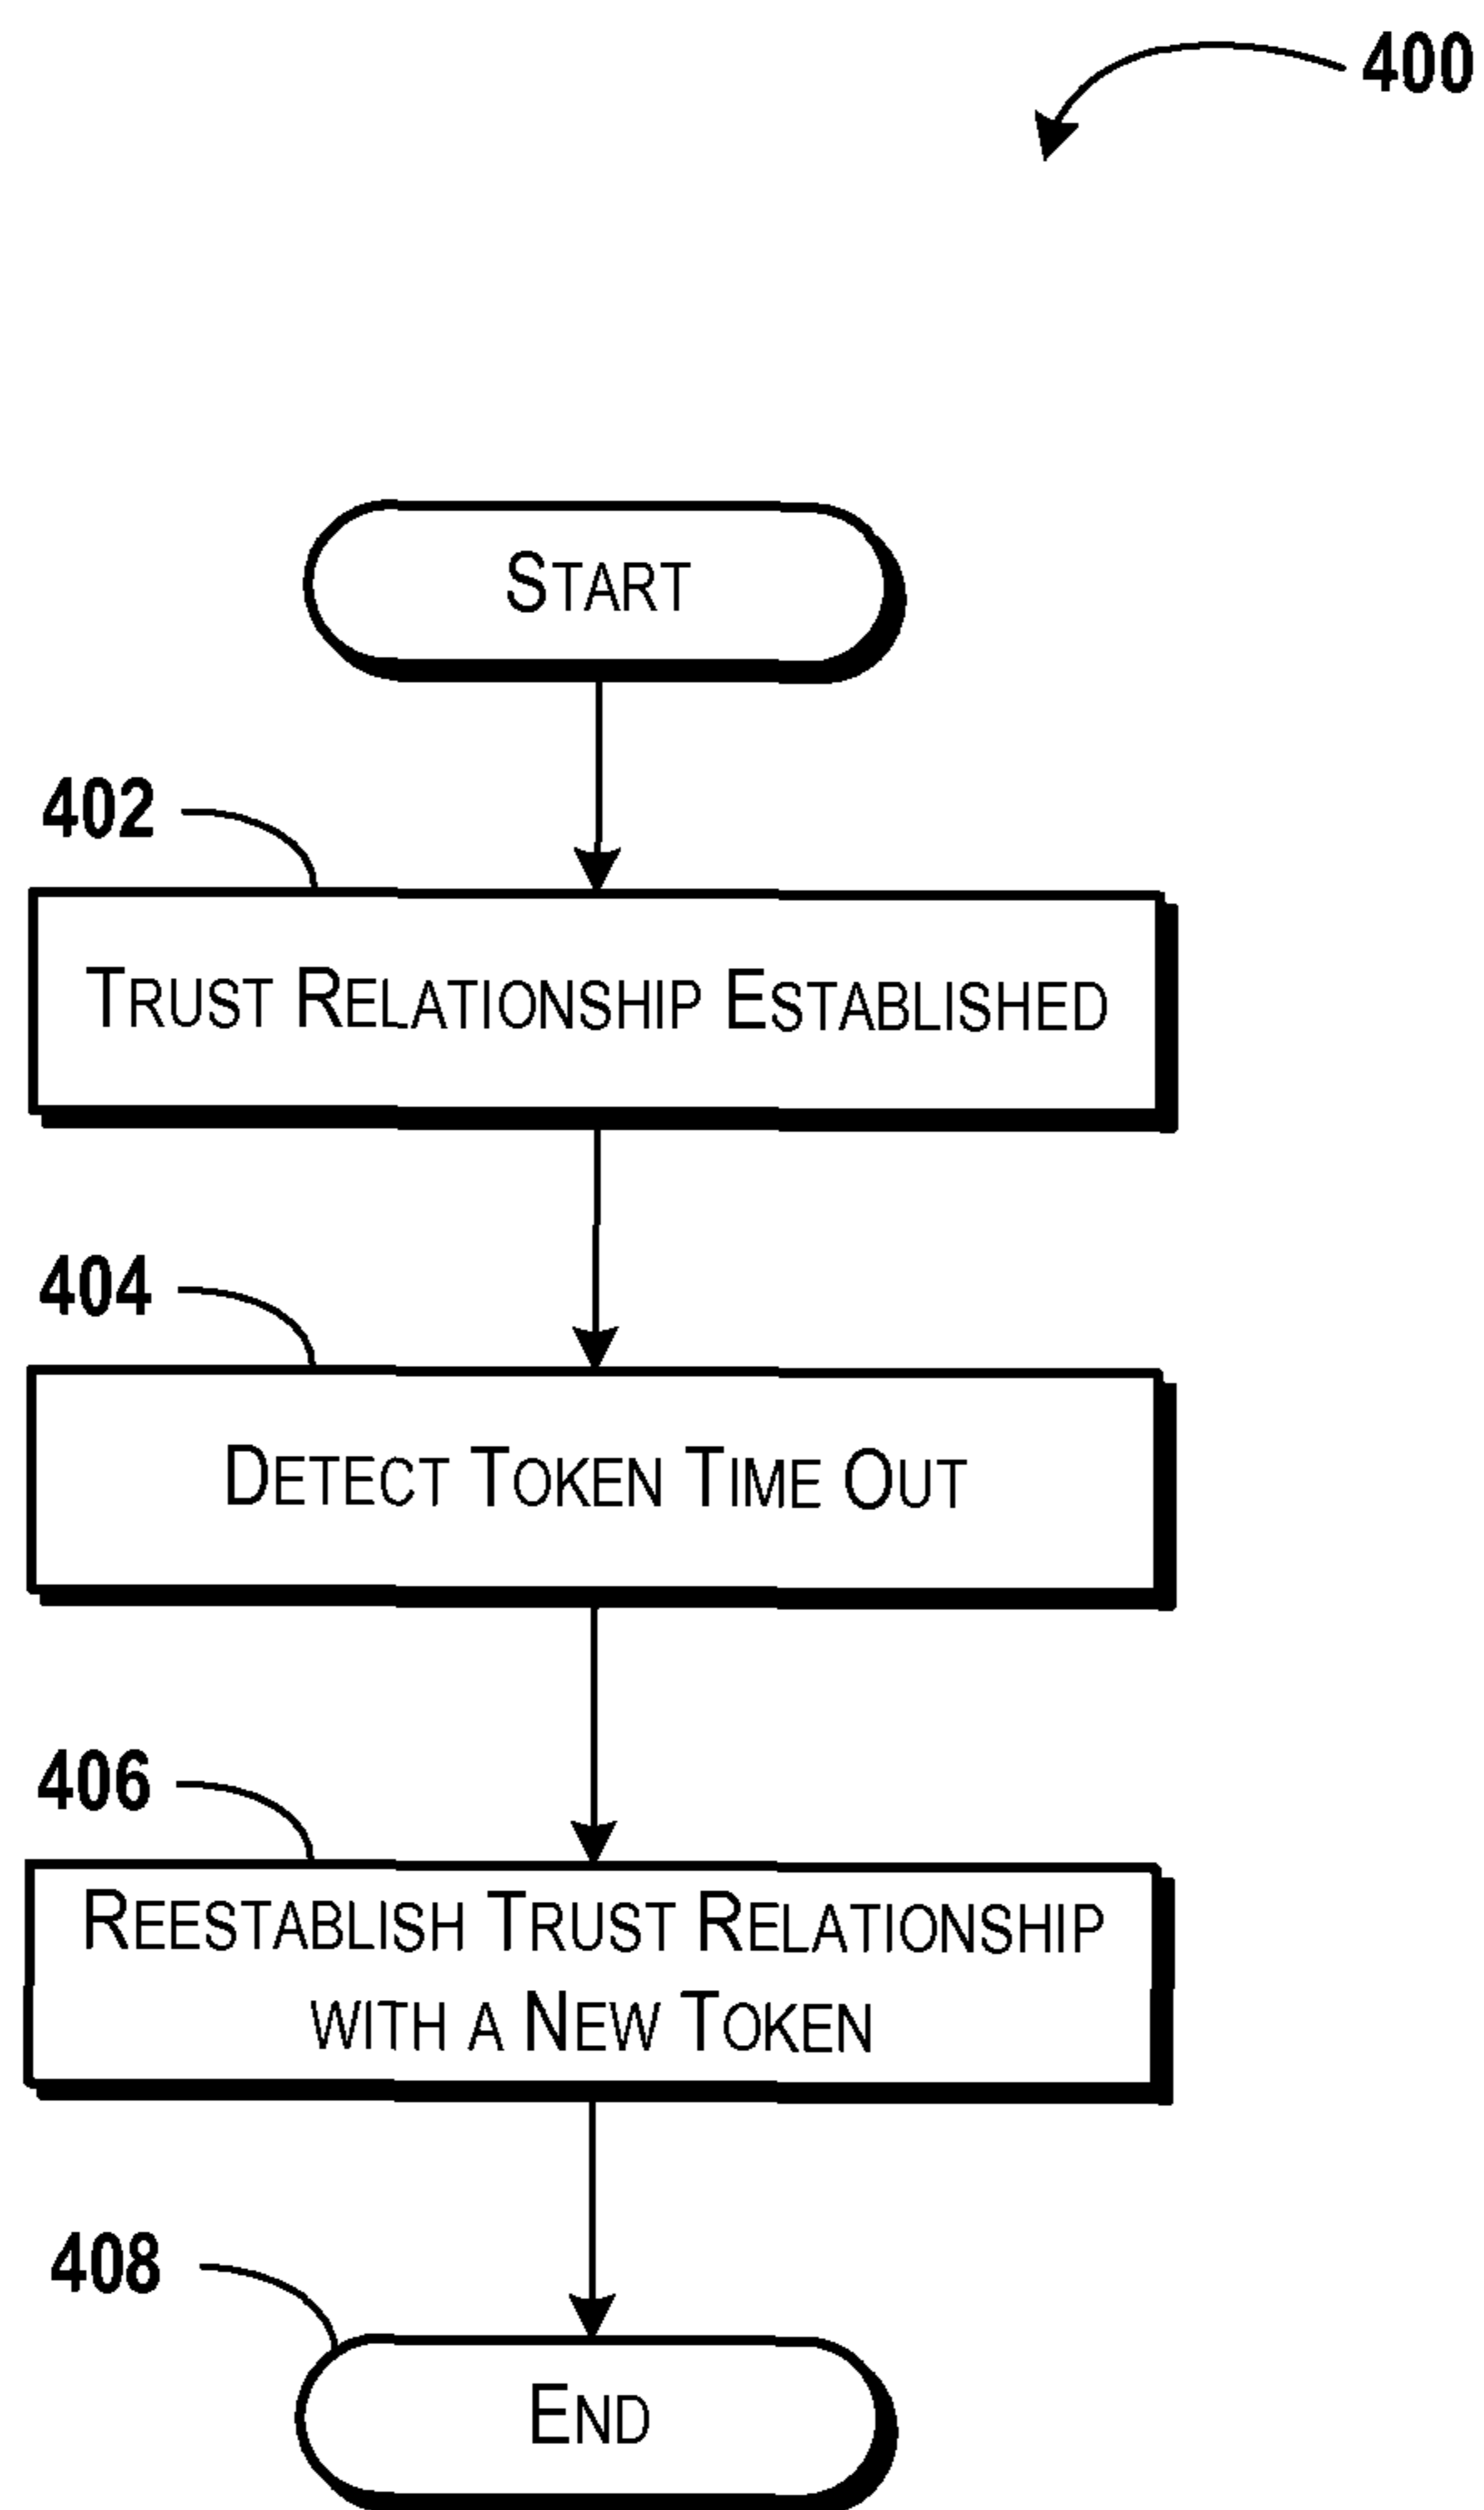 400
START
402
TRUST RELATIONSHIP ESTABLISHED
404
DETECT TOKEN TIME OUT
406
REESTABLISH TRUST RELATIONSHIP
WITH A NEW TOKEN
408
END